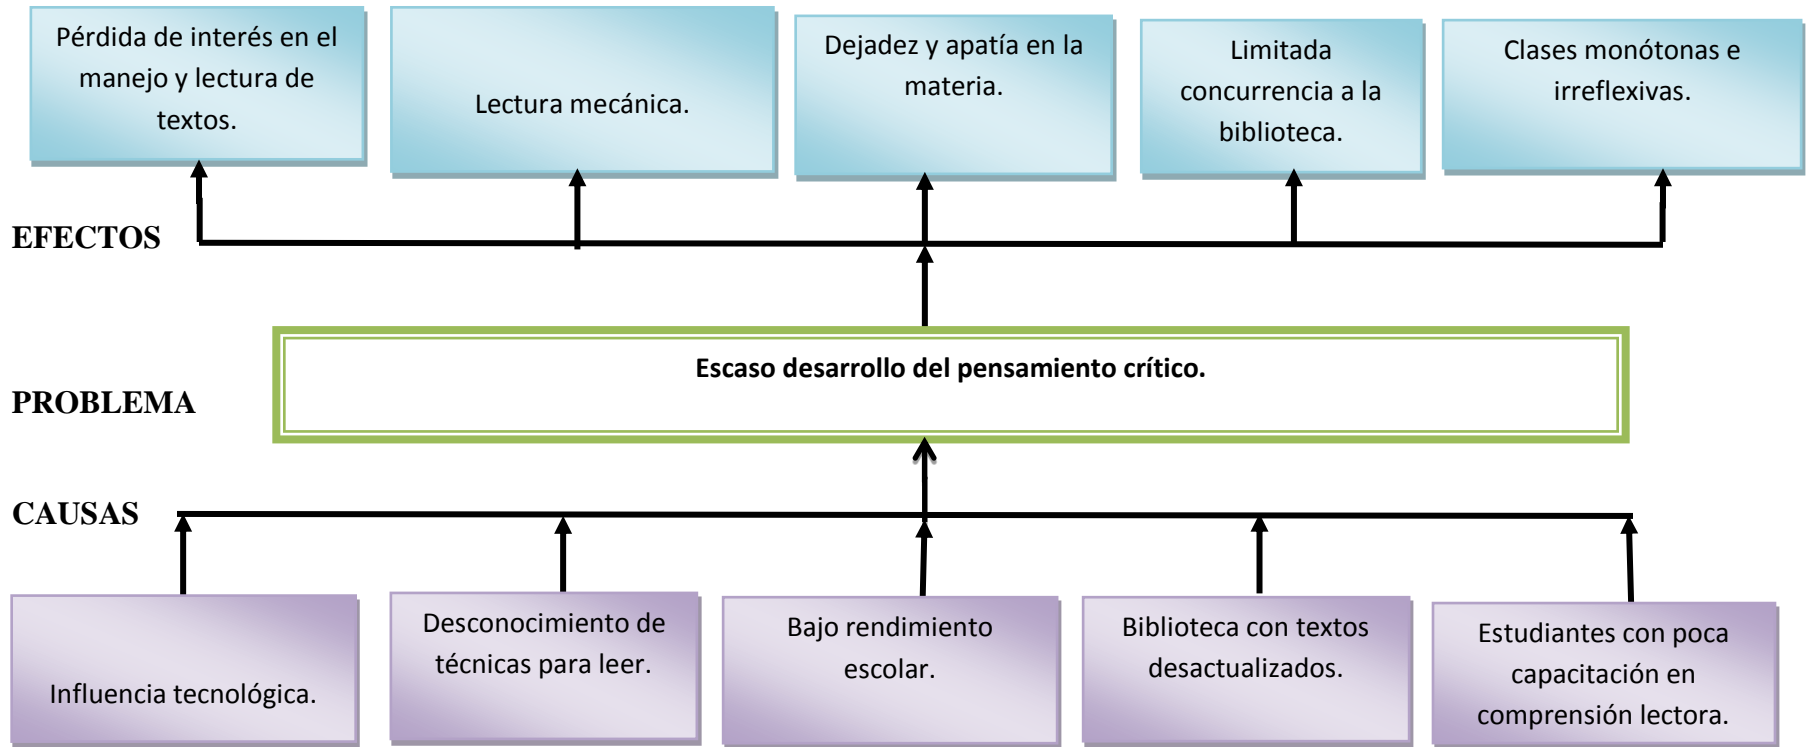 Pérdida de interés en el
manejo y lectura de
textos.
Lectura mecánica.
Dejadez y apatía en la
materia.
Limitada
concurrencia a la
biblioteca.
Clases monótonas e
irreflexivas.
EFECTOS
Escaso desarrollo del pensamiento crítico.
PROBLEMA
CAUSAS
Influencia tecnológica.
Desconocimiento de
técnicas para leer.
Bajo rendimiento
escolar.
Biblioteca con textos
desactualizados.
Estudiantes con poca
capacitación en
comprensión lectora.